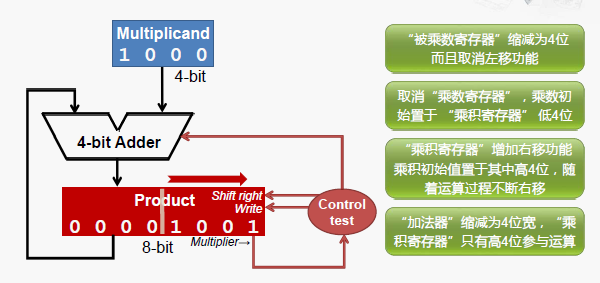 Multiplicand
1 0 0 0
4-bit
4-bit Adder
Product
Shift right
Write
0 0 0 0 1 0 0 1
8-bit
Multiplier→
Control
test
“被乘数寄存器”缩减为4位
而且取消左移功能
取消“乘数寄存器”，乘数初
始置于“乘积寄存器”低4位
“乘积寄存器”增加右移功能
乘积初始值置于其中高4位，随
着运算过程不断右移
“加法器”缩减为4位宽，“乘
积寄存器”只有高4位参与运算